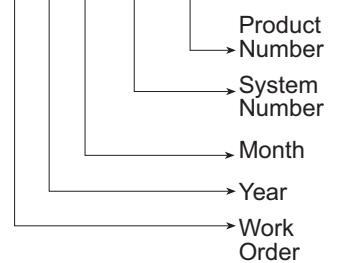 Product
Number
System
Number
Month
Year
Work
Order